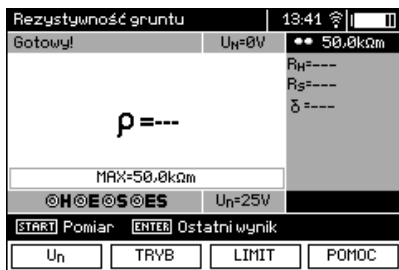 Rezystywność gruntu 13:41
Gotowy! UN=0V 50,0kΩm
RH=---
RS=---
δ=---
ρ=---
MAX=50,0kΩm
H E S ES Un=25V
START Pomiar ENTER Ostatni wynik
Un TRYB LIMIT POMOC